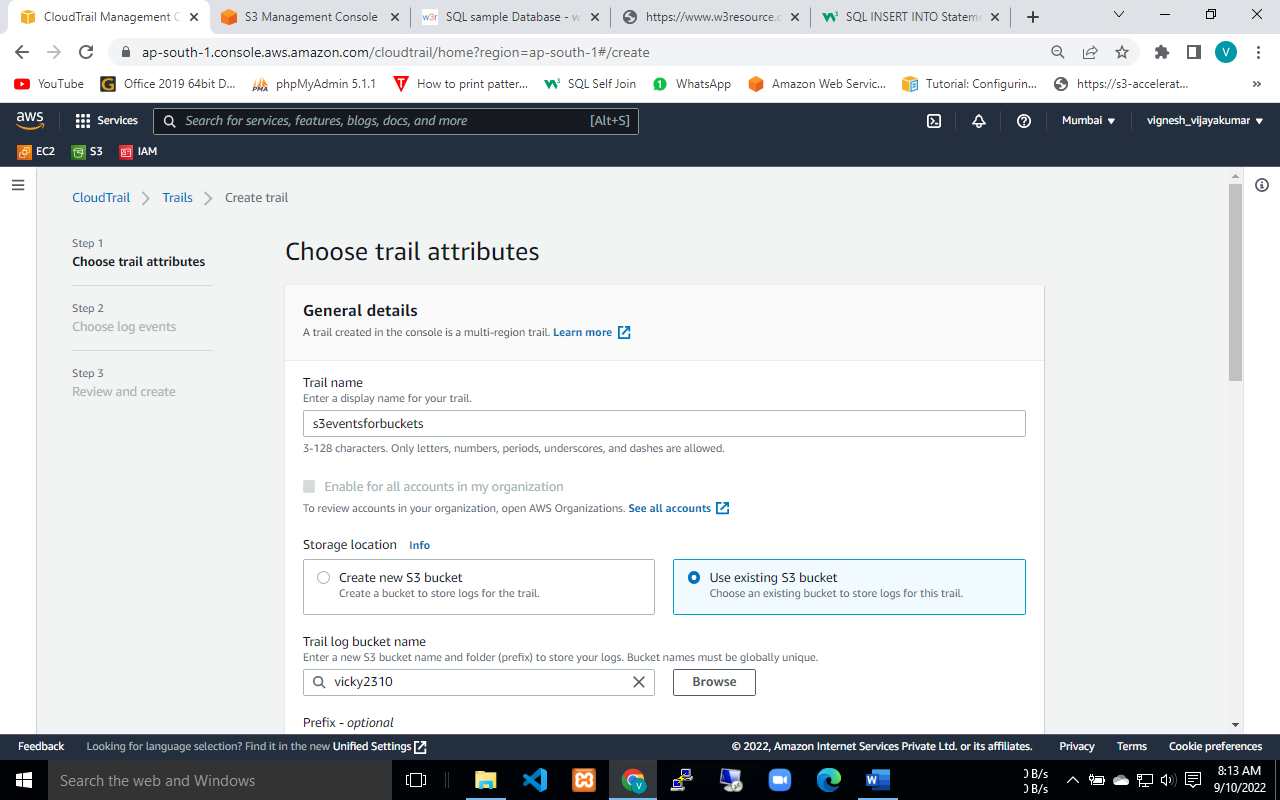 CloudTrail Management C
S3 Management Console
w3r
SQL sample Database - w
https://www.w3resource.c
SQL INSERT INTO Stateme
ap-south-1.console.aws.amazon.com/cloudtrail/home?region=ap-south-1#/create
V
YouTube
Office 2019 64bit D...
phpMyAdmin 5.1.1
How to print patter...
SQL Self Join
1
WhatsApp
Amazon Web Servic...
Tutorial: Configurin...
https://s3-accelerat...
»
aws
Services
Search for services, features, blogs, docs, and more
[Alt+S]
Mumbai
vignesh_vijayakumar
EC2
S3
IAM
CloudTrail
Trails
Create trail
Step 1
Choose trail attributes
Step 2
Choose log events
Step 3
Review and create
Choose trail attributes
General details
A trail created in the console is a multi-region trail. Learn more
Trail name
Enter a display name for your trail.
s3eventsforbuckets
3-128 characters. Only letters, numbers, periods, underscores, and dashes are allowed.
Enable for all accounts in my organization
To review accounts in your organization, open AWS Organizations. See all accounts
Storage location
Info
Create new S3 bucket
Create a bucket to store logs for the trail.
Use existing S3 bucket
Choose an existing bucket to store logs for this trail.
Trail log bucket name
Enter a new S3 bucket name and folder (prefix) to store your logs. Bucket names must be globally unique.
vicky2310
Browse
Prefix - optional
Feedback
Looking for language selection? Find it in the new Unified Settings
© 2022, Amazon Internet Services Private Ltd. or its affiliates.
Privacy
Terms
Cookie preferences
Search the web and Windows
0 B/s
0 B/s
8:13 AM
9/10/2022